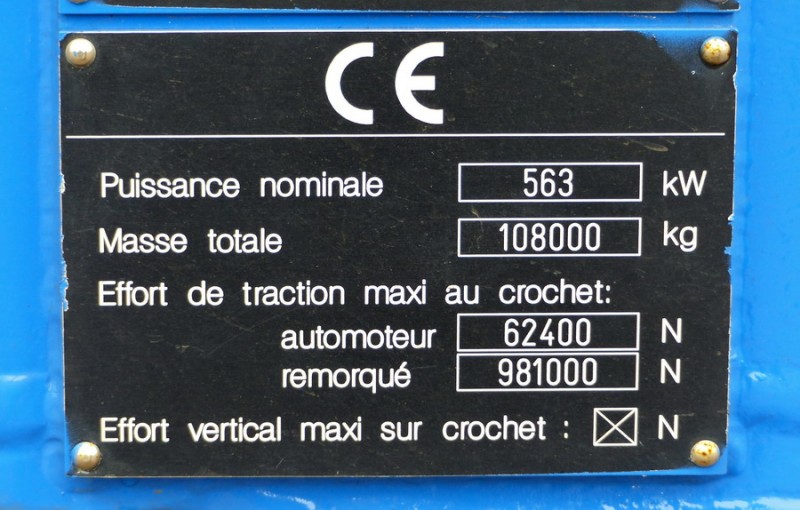 CE
Puissance nominale 563 kW
Masse totale 108000 kg
Effort de traction maxi au crochet:
automoteur 62400 N
remorqué 981000 N
Effort vertical maxi sur crochet : N